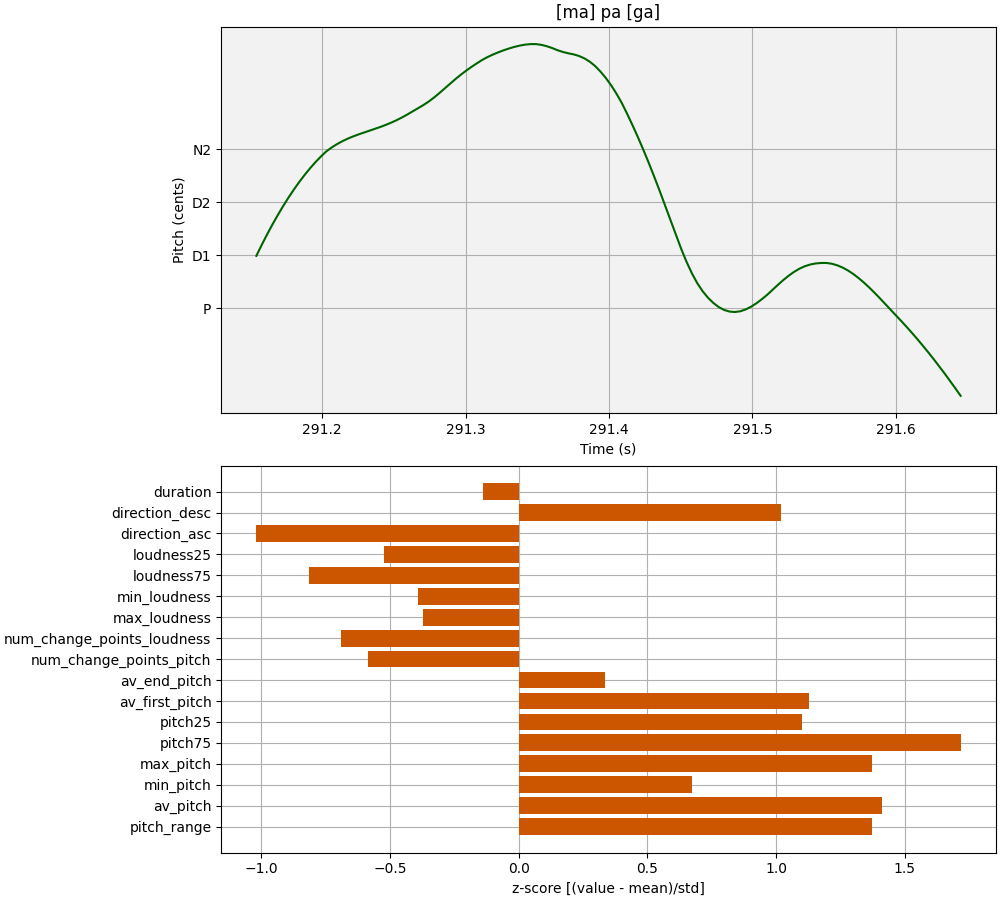 [ma] pa [ga]
Pitch (cents)
N2
D2
D1
P
291.2 291.3 291.4 291.5 291.6
Time (s)
duration
direction_desc
direction_asc
loudness25
loudness75
min_loudness
max_loudness
num_change_points_loudness
num_change_points_pitch
av_end_pitch
av_first_pitch
pitch25
pitch75
max_pitch
min_pitch
av_pitch
pitch_range
−1.0 −0.5 0.0 0.5 1.0 1.5
z-score [(value - mean)/std]